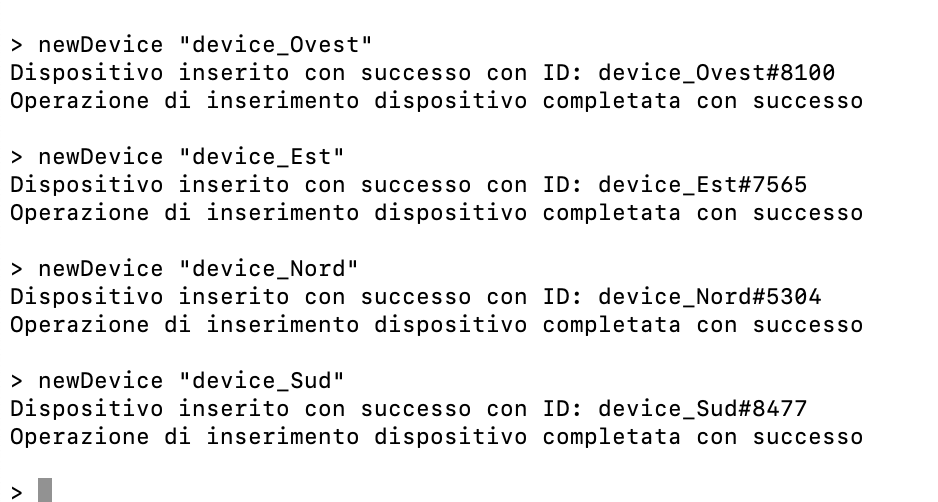 > newDevice "device_Ovest"
Dispositivo inserito con successo con ID: device_Ovest#8100
Operazione di inserimento dispositivo completata con successo
> newDevice "device_Est"
Dispositivo inserito con successo con ID: device_Est#7565
Operazione di inserimento dispositivo completata con successo
> newDevice "device_Nord"
Dispositivo inserito con successo con ID: device_Nord#5304
Operazione di inserimento dispositivo completata con successo
> newDevice "device_Sud"
Dispositivo inserito con successo con ID: device_Sud#8477
Operazione di inserimento dispositivo completata con successo
>